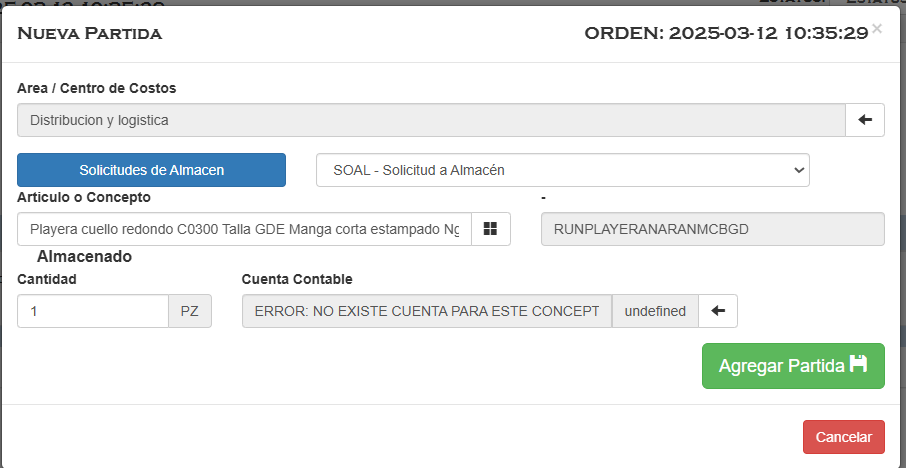 Nueva Partida
ORDEN: 2025-03-12 10:35:29 ×
Area / Centro de Costos
Distribucion y logistica
Solicitudes de Almacen
SOAL - Solicitud a Almacén
Articulo o Concepto
-
Playera cuello redondo C0300 Talla GDE Manga corta estampado Ng
RUNPLAYERANARANMCBGD
Almacenado
Cantidad
Cuenta Contable
1 PZ
ERROR: NO EXISTE CUENTA PARA ESTE CONCEPT undefined
Agregar Partida
Cancelar